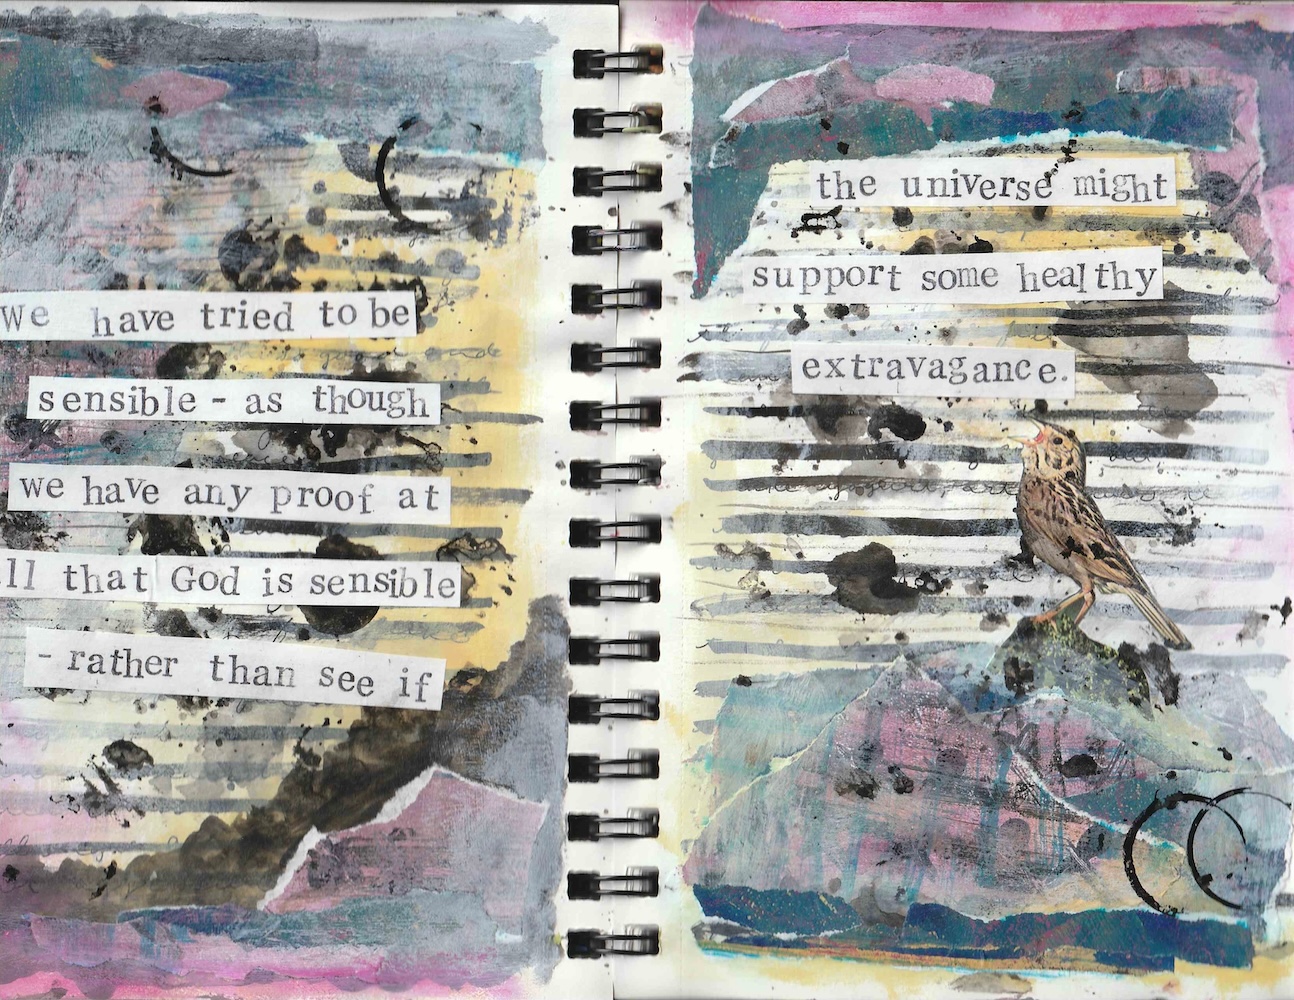 We have tried to be
sensible - as though
we have any proof at
ll that God is sensible
- rather than see if
the universe might
support some healthy
extravagance.